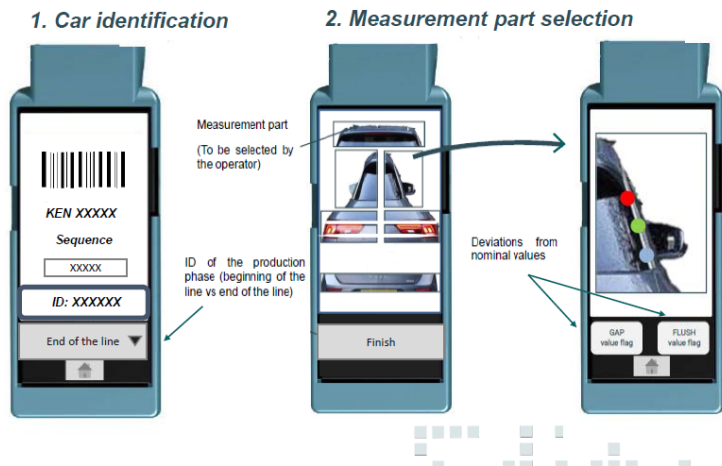 1. Car identification
2. Measurement part selection
KEN XXXXX
Sequence
XXXXX
ID: XXXXXX
End of the line
Measurement part
(To be selected by
the operator)
ID of the production
phase (beginning of the
line vs end of the line)
Finish
Deviations from
nominal values
GAP
value flag
FLUSH
value flag